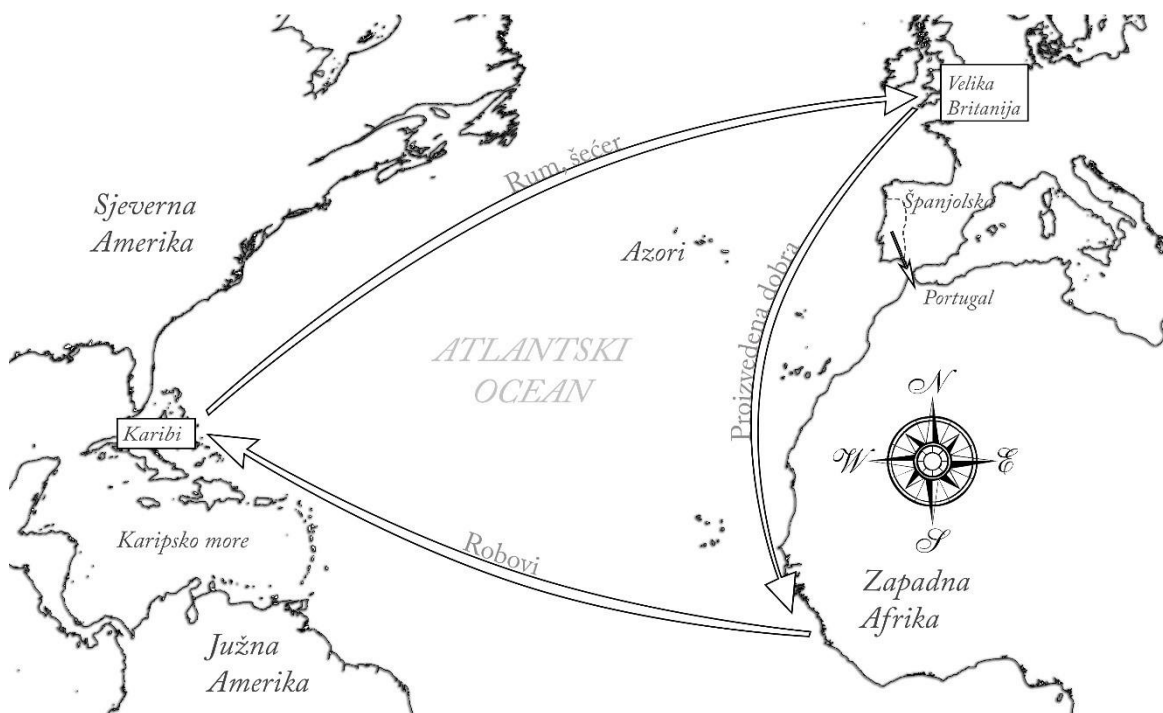 Velika
Britanija
Rum, šećer
Španjolska
Sjeverna
Amerika
Azori
Proizvedena dobra
Portugal
ATLANTSKI
OCEAN
N
Karibi
W
E
Karipsko more
Robovi
S
Zapadna
Afrika
Južna
Amerika